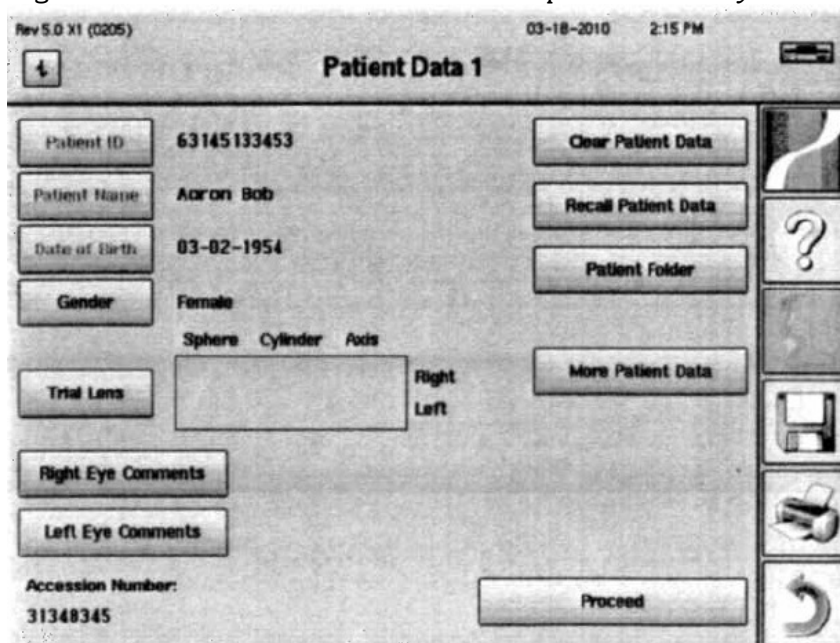 Rev 5.0 X1 (0205) 03-18-2010 2:15 PM
Patient Data 1
Patient ID 63145133453 Clear Patient Data
Patient Name Aaron Bob Recall Patient Data
Date of Birth 03-02-1954 Patient Folder
Gender Female
Sphere Cylinder Axis
Trial Lens Right More Patient Data
Left
Right Eye Comments
Left Eye Comments
Accession Number:
31348345 Proceed